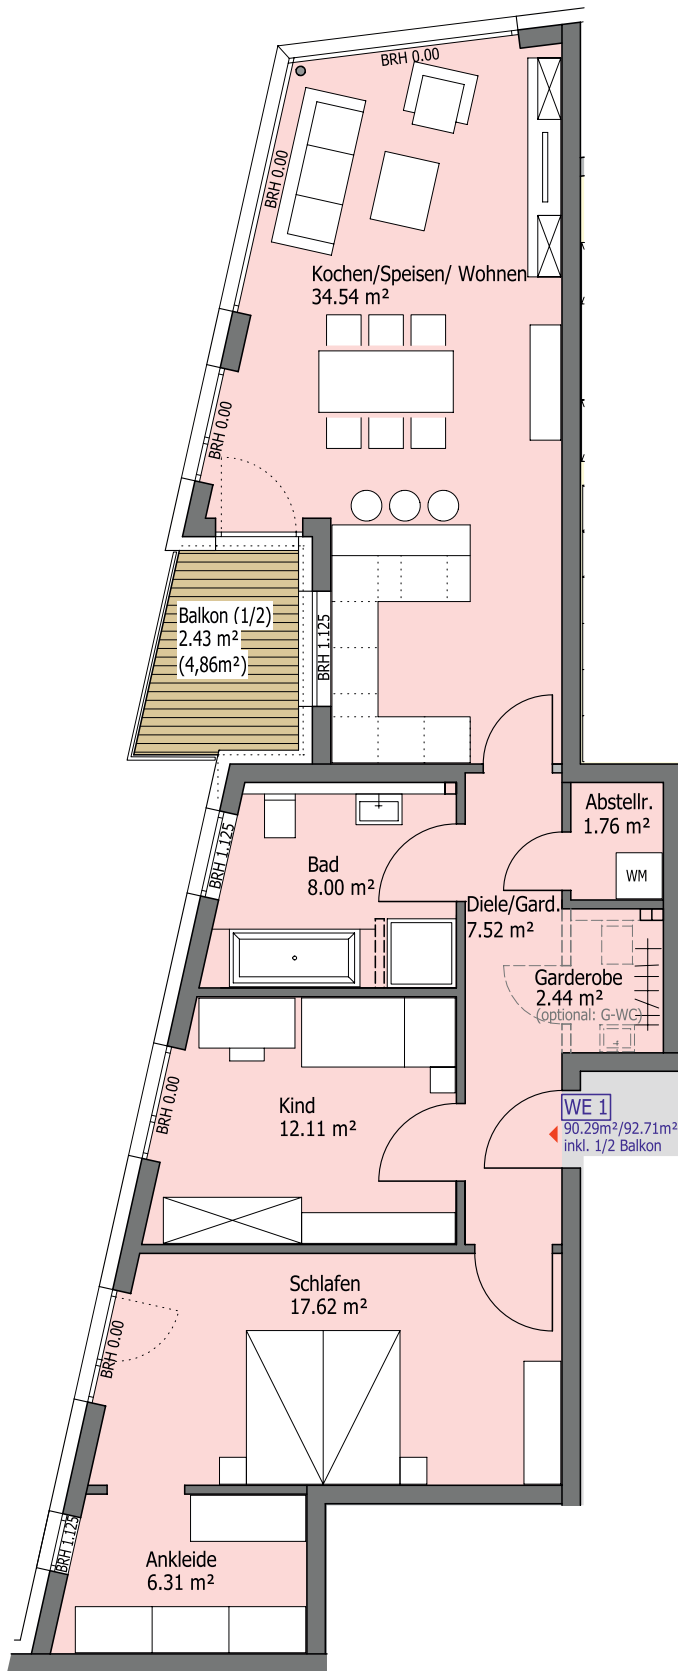 BRH 0.00
BRH 0.00
Kochen/Speisen/ Wohnen
34.54 m²
BRH 0.00
Balkon (1/2)
2.43 m²
(4,86m²)
BRH 1.125
Abstellr.
1.76 m²
WM
BRH 1.125
Bad
8.00 m²
Diele/Gard.
7.52 m²
Garderobe
2.44 m²
(optional: G-WC)
Kind
12.11 m²
BRH 0.00
WE 1
90.29m²/92.71m²
inkl. 1/2 Balkon
Schlafen
17.62 m²
BRH 0.00
BRH 1.125
Ankleide
6.31 m²